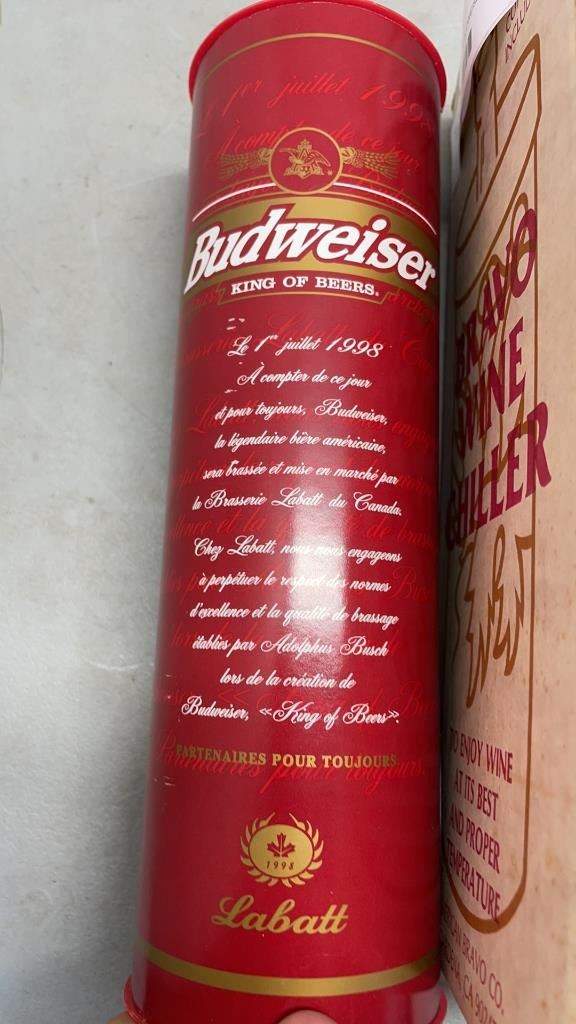 Budweiser
KING OF BEERS.
Le 1er juillet 1998
À compter de ce jour
et pour toujours, Budweiser,
la légendaire bière américaine,
sera brassée et mise en marché par
la Brasserie Labatt du Canada.
Chez Labatt, nous nous engageons
à perpétuer le respect des normes
d'excellence et la qualité de brassage
établies par Adolphus Busch
lors de la création de
Budweiser, «King of Beers».
PARTENAIRES POUR TOUJOURS.
1998
Labatt
BRAVO
WINE
CHILLER
TO ENJOY WINE
AT ITS BEST
AND PROPER
TEMPERATURE
BRAVO CO.
CA